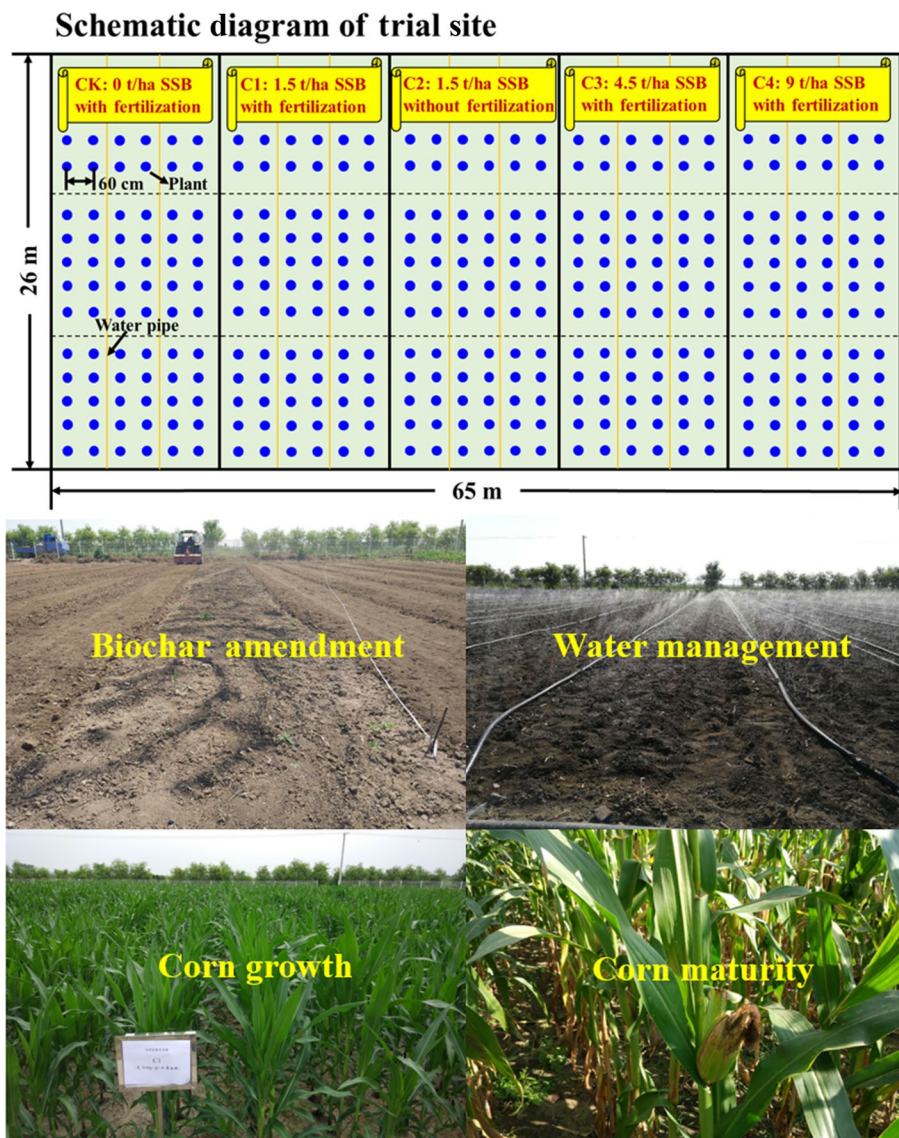 Schematic diagram of trial site
CK: 0 t/ha SSB
with fertilization
C1: 1.5 t/ha SSB
with fertilization
C2: 1.5 t/ha SSB
without fertilization
C3: 4.5 t/ha SSB
with fertilization
C4: 9 t/ha SSB
with fertilization
60 cm
Plant
26 m
Water pipe
65 m
Biochar amendment
Water management
Corn growth
Corn maturity
C1